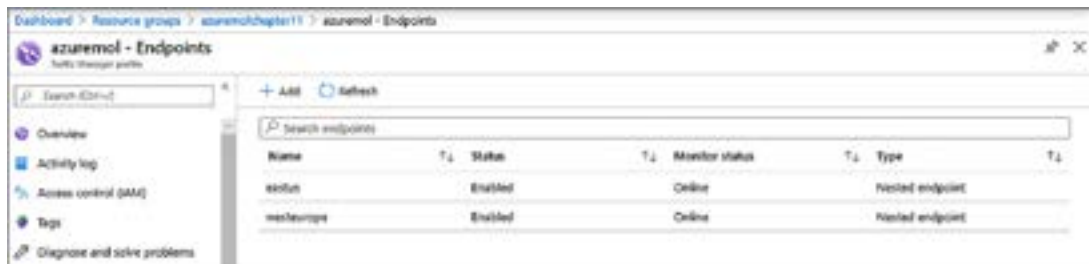 Dashboard > Resource groups > azuremolchapter11 > azuremol - Endpoints
azuremol - Endpoints
Traffic Manager profile
Search (Ctrl+/)
Add Refresh
Search endpoints
Overview
Name Status Monitor status Type
Activity log
eastus Enabled Online Nested endpoint
Access control (IAM)
westeurope Enabled Online Nested endpoint
Tags
Diagnose and solve problems